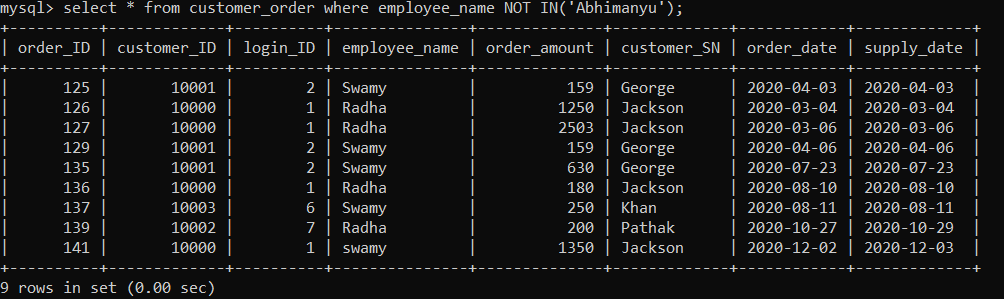 mysql> select * from customer_order where employee_name NOT IN('Abhimanyu');
+----------+-------------+----------+---------------+--------------+-------------+------------+-------------+
| order_ID | customer_ID | login_ID | employee_name | order_amount | customer_SN | order_date | supply_date |
+----------+-------------+----------+---------------+--------------+-------------+------------+-------------+
|      125 |       10001 |        2 | Swamy         |          159 | George      | 2020-04-03 | 2020-04-03  |
|      126 |       10000 |        1 | Radha         |         1250 | Jackson     | 2020-03-04 | 2020-03-04  |
|      127 |       10000 |        1 | Radha         |         2503 | Jackson     | 2020-03-06 | 2020-03-06  |
|      129 |       10001 |        2 | Swamy         |          159 | George      | 2020-04-06 | 2020-04-06  |
|      135 |       10001 |        2 | Swamy         |          630 | George      | 2020-07-23 | 2020-07-23  |
|      136 |       10000 |        1 | Radha         |          180 | Jackson     | 2020-08-10 | 2020-08-10  |
|      137 |       10003 |        6 | Swamy         |          250 | Khan        | 2020-08-11 | 2020-08-11  |
|      139 |       10002 |        7 | Radha         |          200 | Pathak      | 2020-10-27 | 2020-10-29  |
|      141 |       10000 |        1 | swamy         |         1350 | Jackson     | 2020-12-02 | 2020-12-03  |
+----------+-------------+----------+---------------+--------------+-------------+------------+-------------+
9 rows in set (0.00 sec)